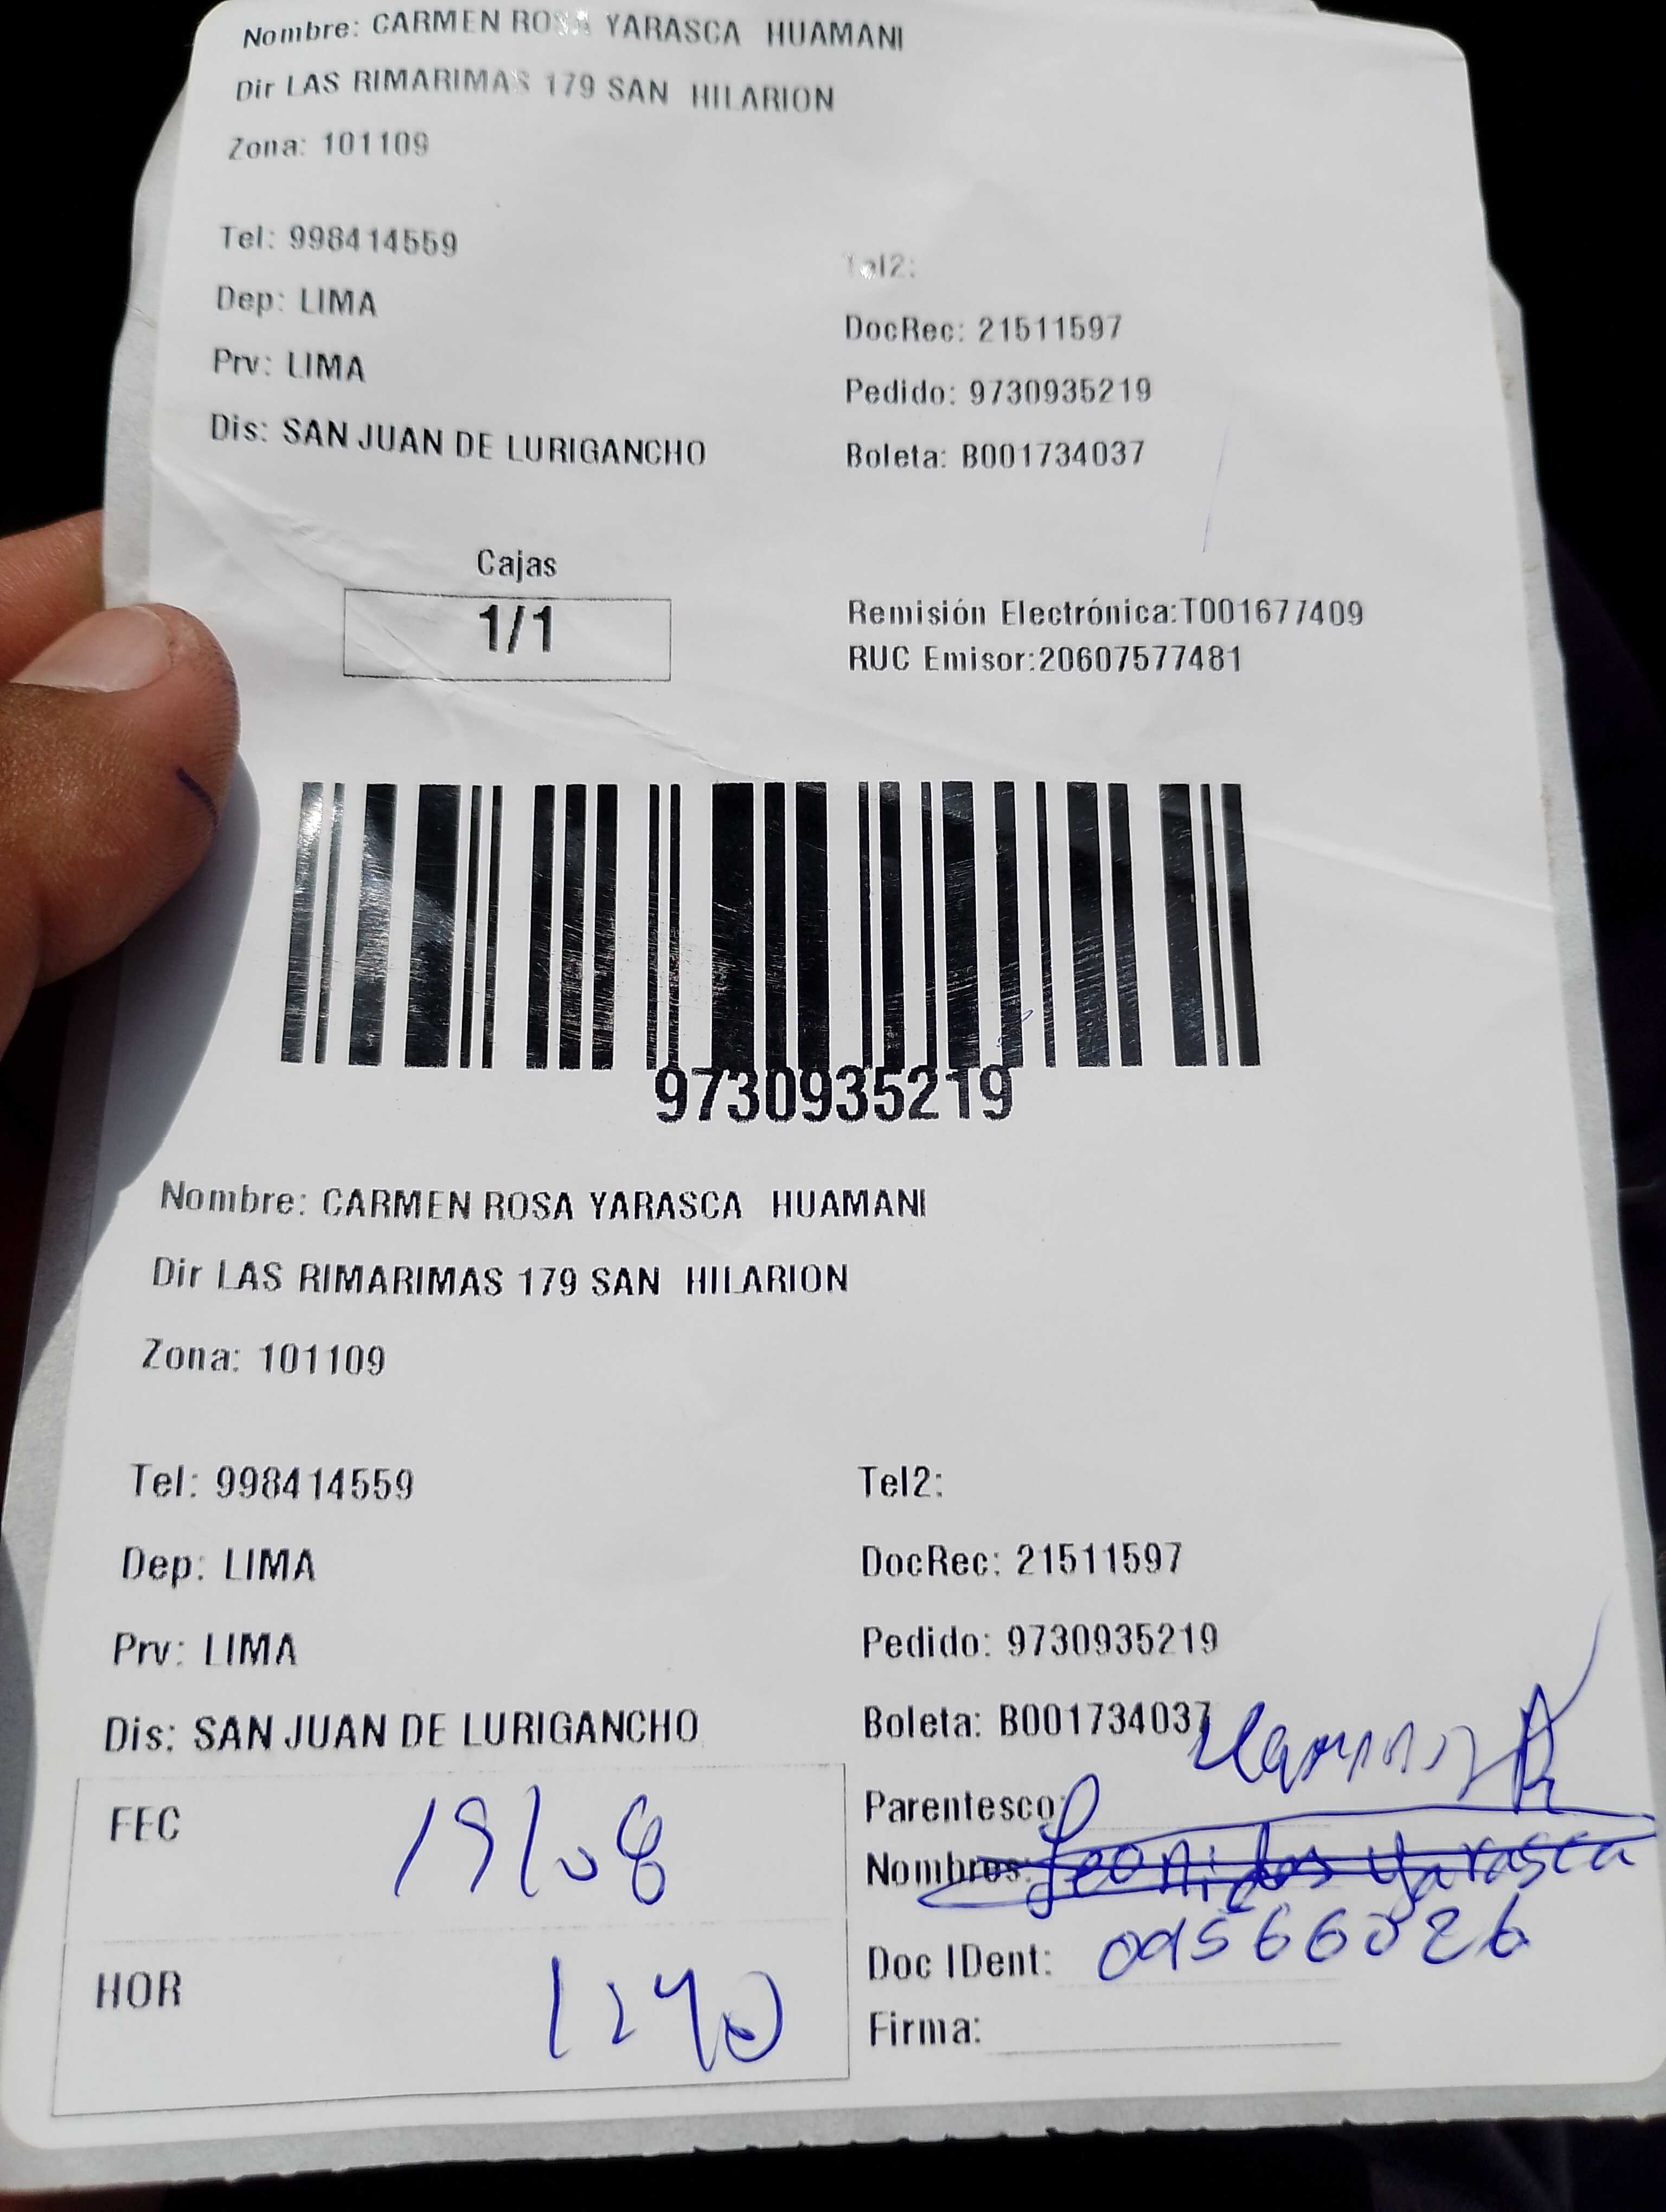 Nombre: CARMEN ROSA YARASCA HUAMANI
Dir LAS RIMARIMAS 179 SAN HILARION
Zona: 101109
Tel: 998414559
Tel2:
Dep: LIMA
DocRec: 21511597
Prv: LIMA
Pedido: 9730935219
Dis: SAN JUAN DE LURIGANCHO
Boleta: B001734037
Cajas
1/1
Remisión Electrónica:T001677409
RUC Emisor:20607577481
9730935219
Nombre: CARMEN ROSA YARASCA HUAMANI
Dir LAS RIMARIMAS 179 SAN HILARION
Zona: 101109
Tel: 998414559
Tel2:
Dep: LIMA
DocRec: 21511597
Prv: LIMA
Pedido: 9730935219
Dis: SAN JUAN DE LURIGANCHO
Boleta: B001734037
FEC 19/08
Parentesco:
Nombres: Leonidas Yarasca
Doc IDent:
HOR 1240
Firma: